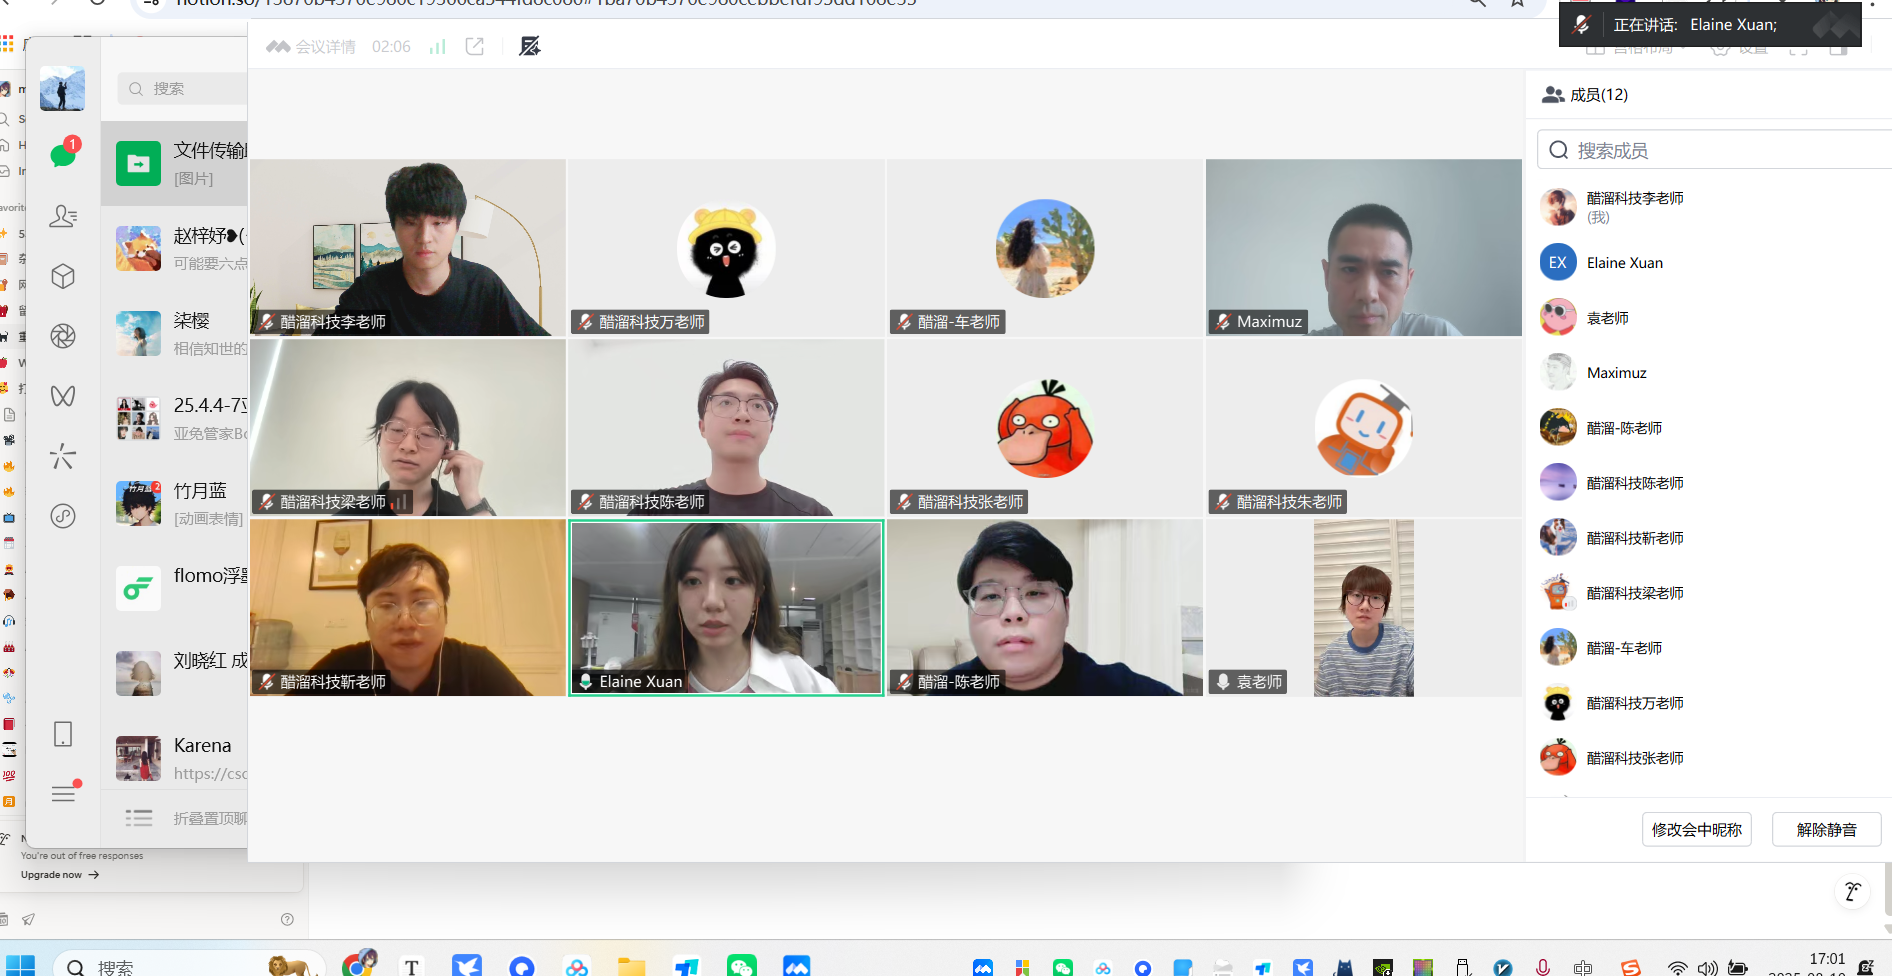 正在讲话: Elaine Xuan;
会议详情 02:06
宫格布局 设置
成员(12)
搜索成员
醋溜科技李老师
(我)
EX Elaine Xuan
袁老师
Maximuz
醋溜-陈老师
醋溜科技陈老师
醋溜科技靳老师
醋溜科技梁老师
醋溜-车老师
醋溜科技万老师
醋溜科技张老师
修改会中昵称 解除静音
搜索
1
文件传输
[图片]
赵梓妤
可能要六点
柒樱
相信知世的
25.4.4-7
亚兔管家Bo
竹月蓝
[动画表情]
2
flomo浮
刘晓红 成
Karena
https://csc
折叠置顶聊
醋溜科技李老师
醋溜科技万老师
醋溜-车老师
Maximuz
醋溜科技梁老师
醋溜科技陈老师
醋溜科技张老师
醋溜科技朱老师
醋溜科技靳老师
Elaine Xuan
醋溜-陈老师
袁老师
You're out of free responses
Upgrade now
搜索
17:01